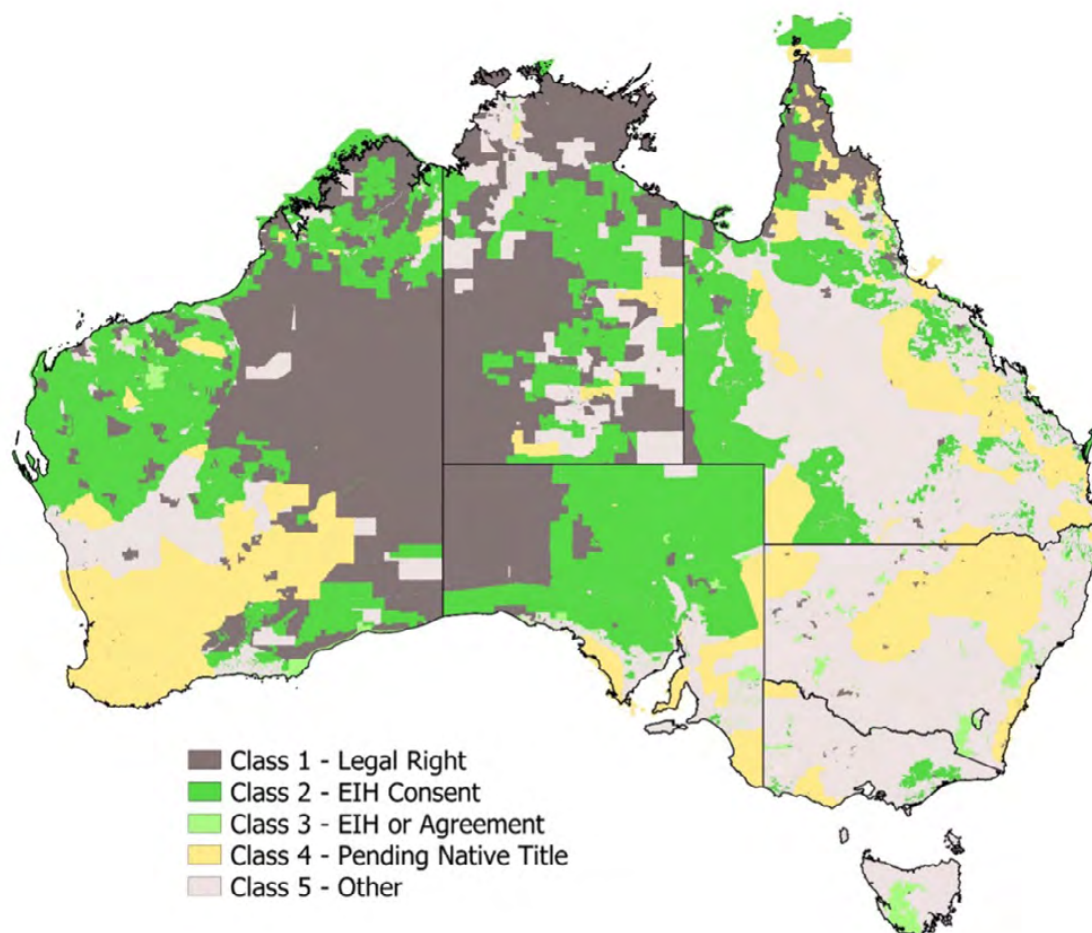 Class 1 - Legal Right
Class 2 - EIH Consent
Class 3 - EIH or Agreement
Class 4 - Pending Native Title
Class 5 - Other